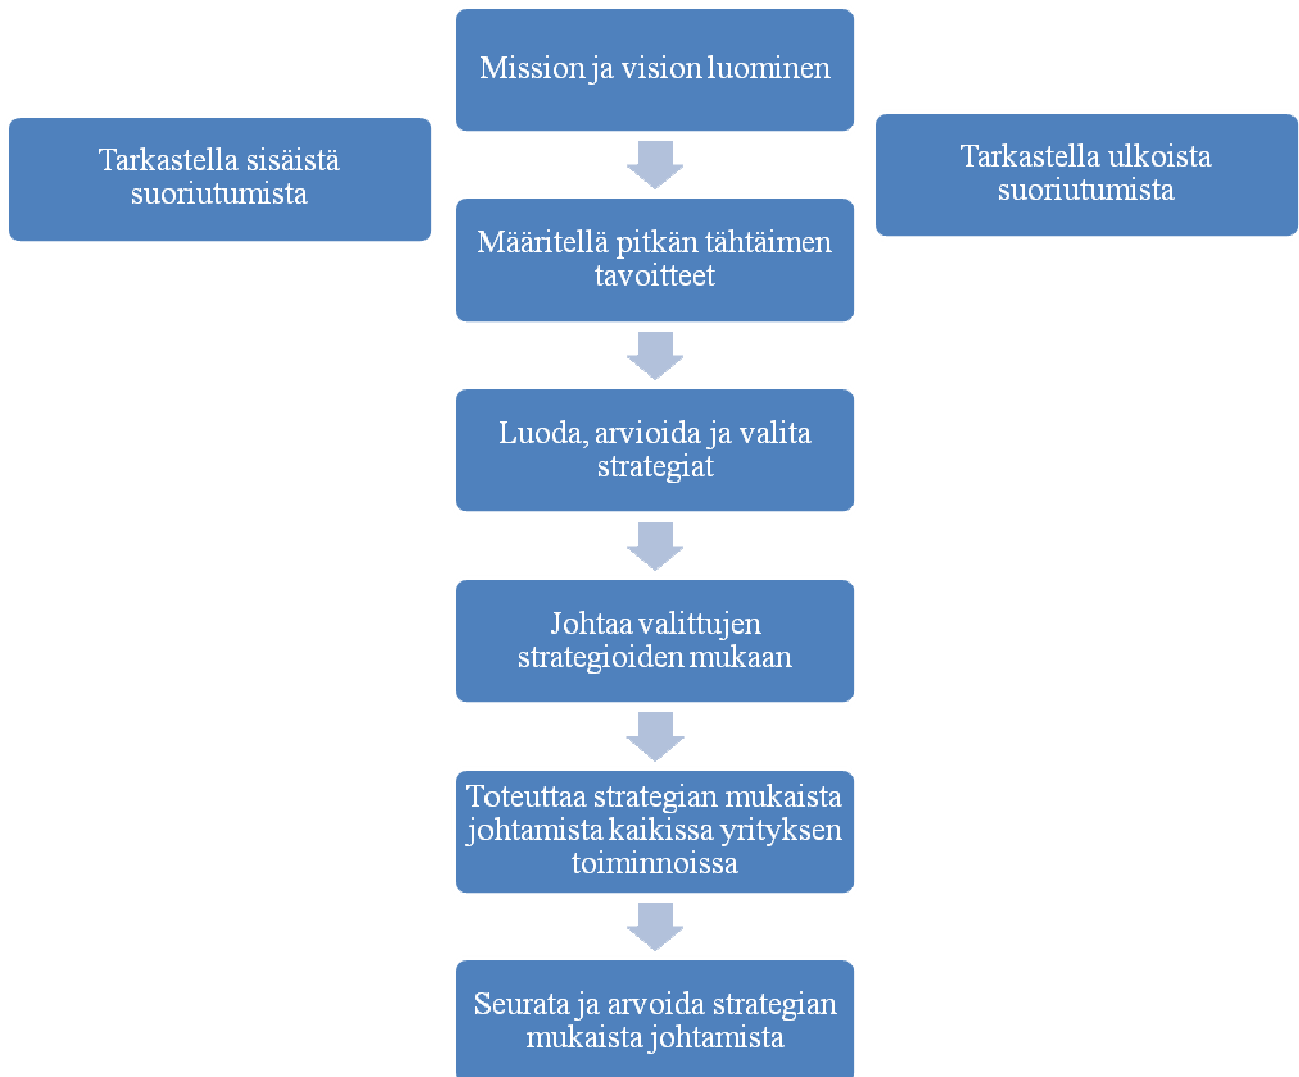 Mission ja vision luominen
Tarkastella sisäistä
suoriutumista
Tarkastella ulkoista
suoriutumista
Määritellä pitkän tähtäimen
tavoitteet
Luoda, arvioida ja valita
strategiat
Johtaa valittujen
strategioiden mukaan
Toteuttaa strategian mukaista
johtamista kaikissa yrityksen
toiminnoissa
Seurata ja arvoida strategian
mukaista johtamista